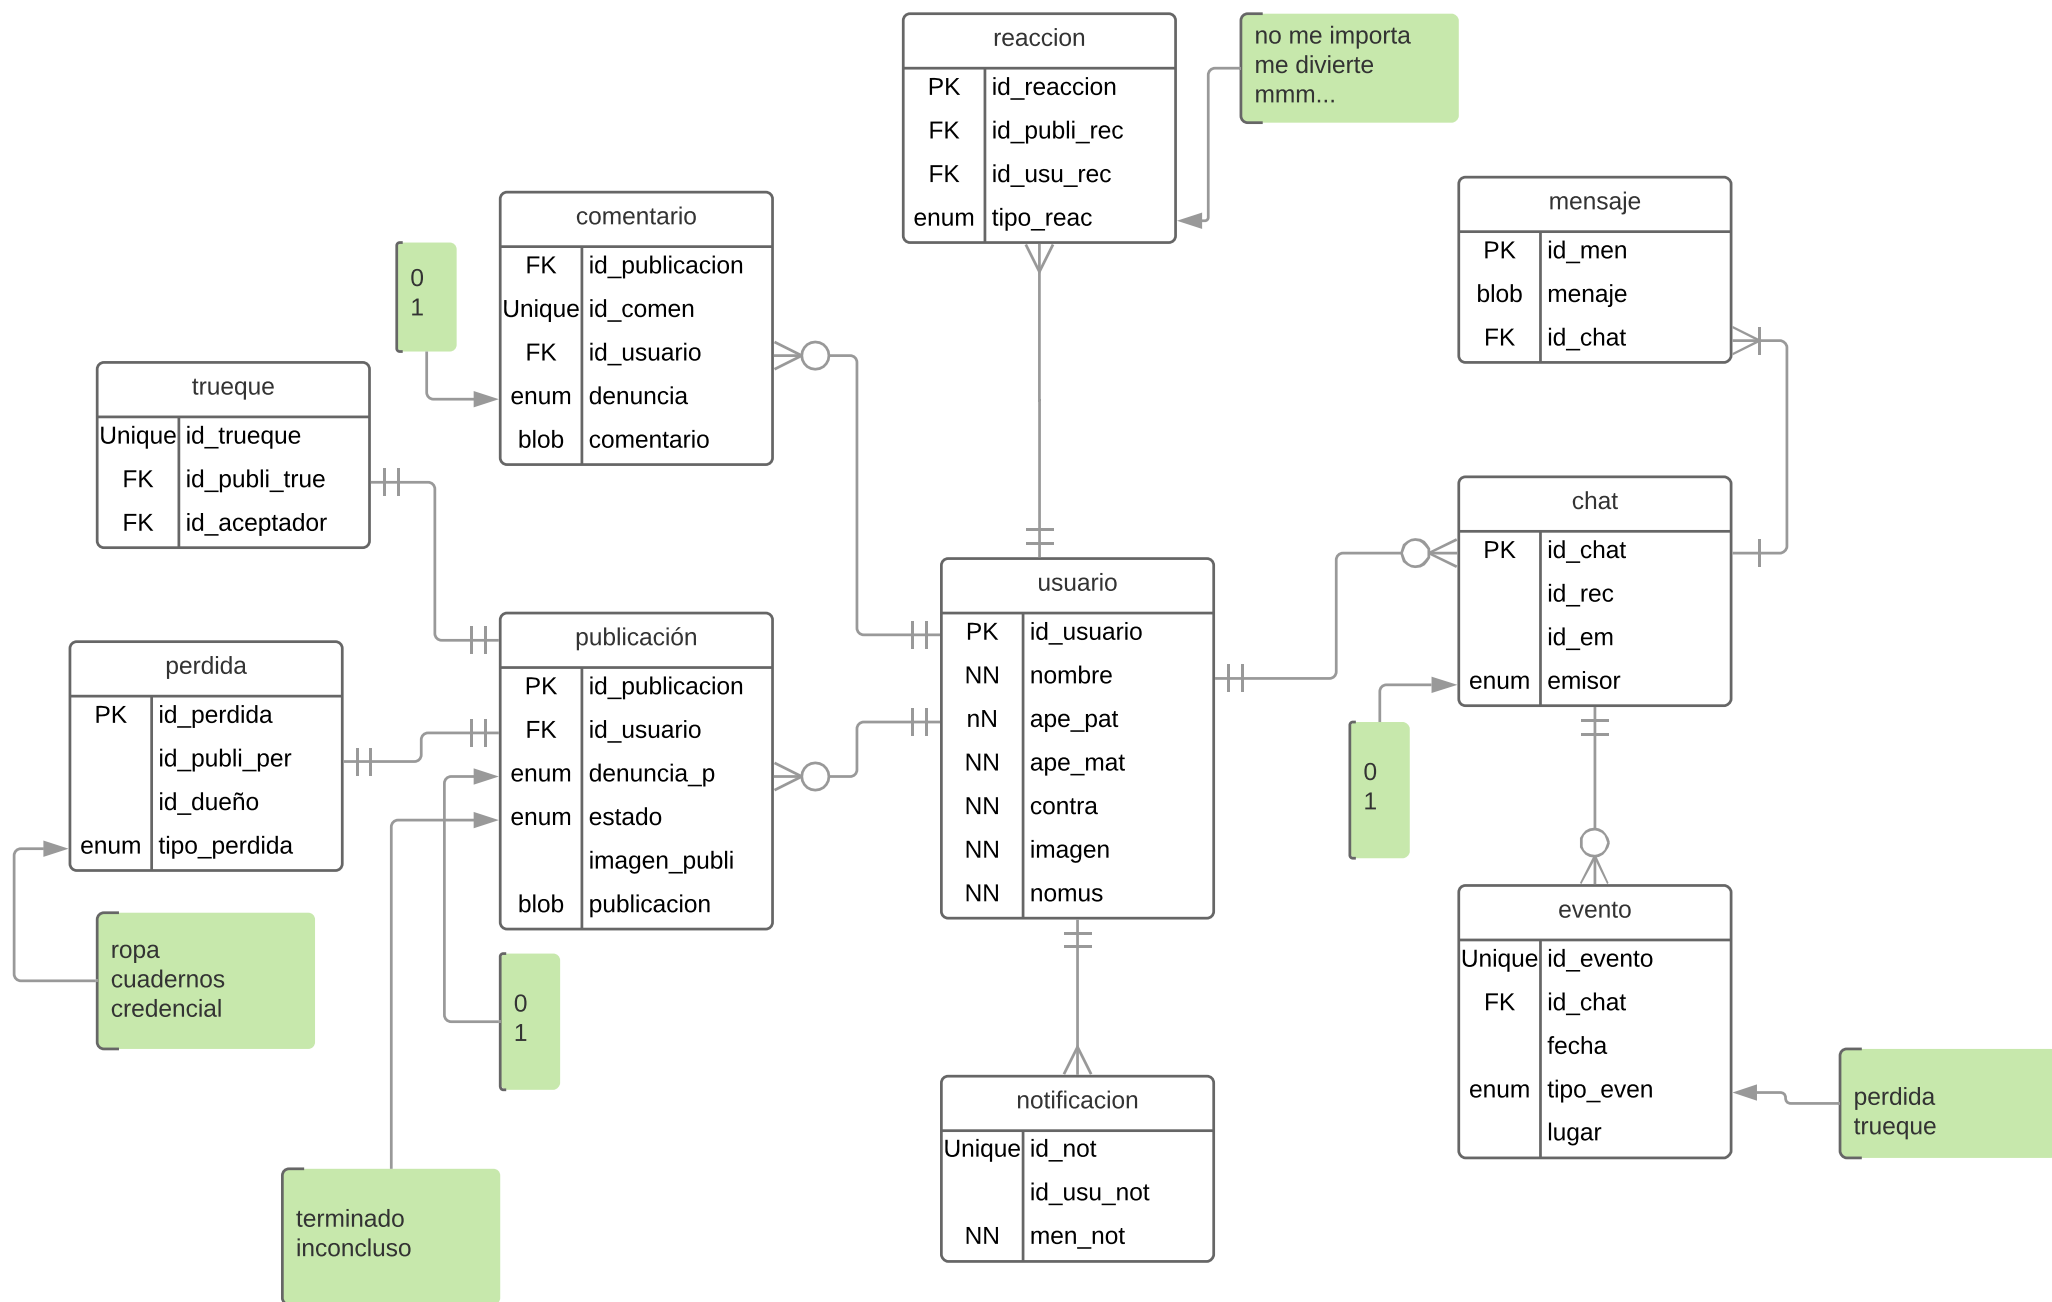 reaccion
PK id_reaccion
FK id_publi_rec
FK id_usu_rec
enum tipo_reac
no me importa
me divierte
mmm...
comentario
FK id_publicacion
Unique id_comen
FK id_usuario
enum denuncia
blob comentario
0
1
mensaje
PK id_men
blob menaje
FK id_chat
trueque
Unique id_trueque
FK id_publi_true
FK id_aceptador
chat
PK id_chat
id_rec
id_em
enum emisor
0
1
usuario
PK id_usuario
NN nombre
nN ape_pat
NN ape_mat
NN contra
NN imagen
NN nomus
publicación
PK id_publicacion
FK id_usuario
enum denuncia_p
enum estado
imagen_publi
blob publicacion
0
1
perdida
PK id_perdida
id_publi_per
id_dueño
enum tipo_perdida
ropa
cuadernos
credencial
evento
Unique id_evento
FK id_chat
fecha
enum tipo_even
lugar
perdida
trueque
notificacion
Unique id_not
id_usu_not
NN men_not
terminado
inconcluso